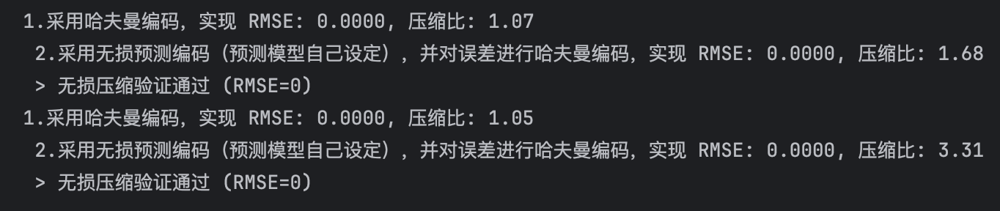 1.采用哈夫曼编码，实现 RMSE: 0.0000, 压缩比: 1.07
2.采用无损预测编码（预测模型自己设定），并对误差进行哈夫曼编码，实现 RMSE: 0.0000, 压缩比: 1.68
> 无损压缩验证通过 (RMSE=0)
1.采用哈夫曼编码，实现 RMSE: 0.0000, 压缩比: 1.05
2.采用无损预测编码（预测模型自己设定），并对误差进行哈夫曼编码，实现 RMSE: 0.0000, 压缩比: 3.31
> 无损压缩验证通过 (RMSE=0)